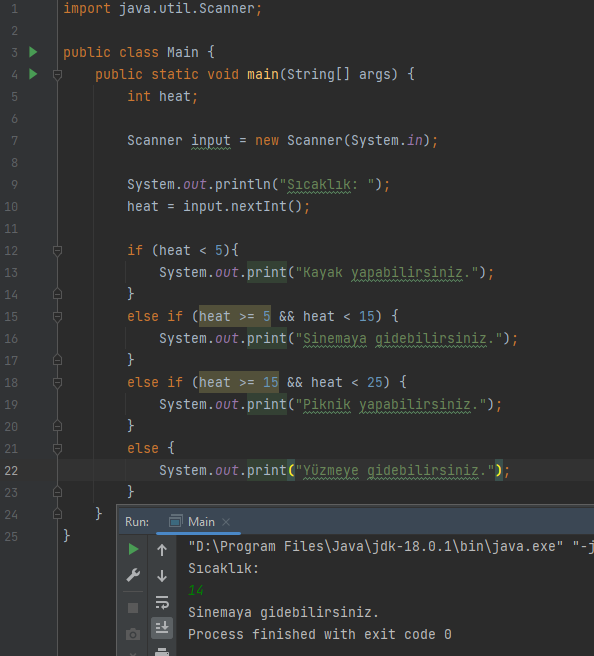 1 import java.util.Scanner;
2
3 public class Main {
4 public static void main(String[] args) {
5 int heat;
6
7 Scanner input = new Scanner(System.in);
8
9 System.out.println("Sıcaklık: ");
10 heat = input.nextInt();
11
12 if (heat < 5){
13 System.out.print("Kayak yapabilirsiniz.");
14 }
15 else if (heat >= 5 && heat < 15) {
16 System.out.print("Sinemaya gidebilirsiniz.");
17 }
18 else if (heat >= 15 && heat < 25) {
19 System.out.print("Piknik yapabilirsiniz.");
20 }
21 else {
22 System.out.print("Yüzmeye gidebilirsiniz.");
23 }
24 }
25 }
Run: Main ×
"D:\Program Files\Java\jdk-18.0.1\bin\java.exe" "-j
Sıcaklık:
14
Sinemaya gidebilirsiniz.
Process finished with exit code 0